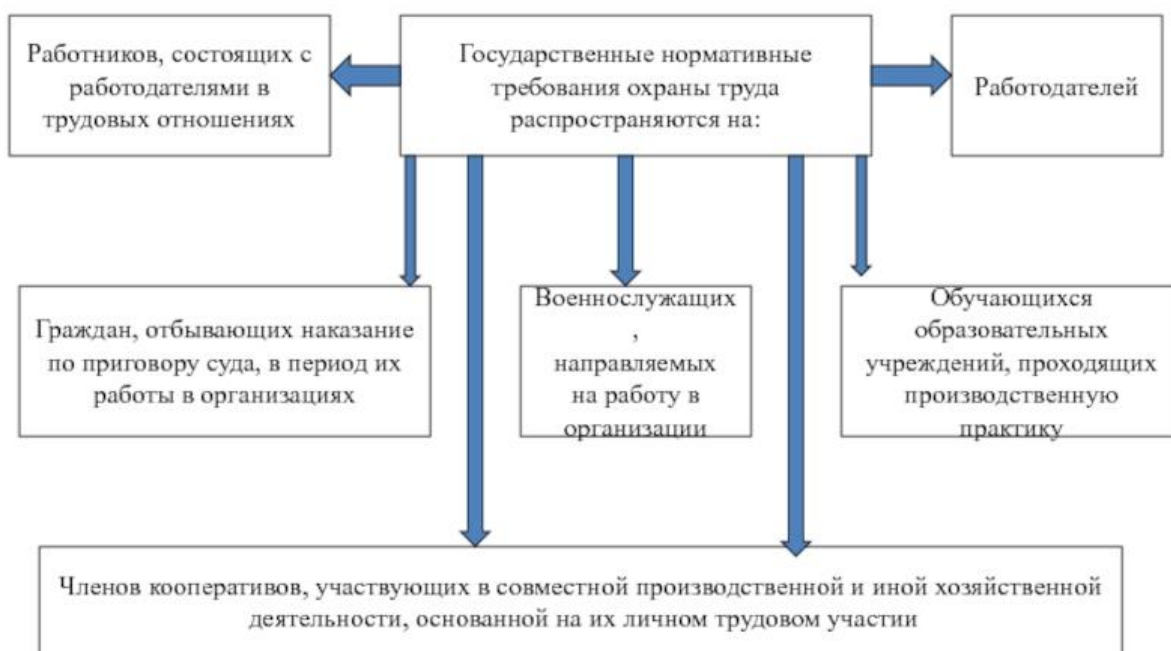 Работников, состоящих с
работодателями в
трудовых отношениях
Государственные нормативные
требования охраны труда
распространяются на:
Работодателей
Граждан, отбывающих наказание
по приговору суда, в период их
работы в организациях
Военнослужащих
,
направляемых
на работу в
организации
Обучающихся
образовательных
учреждений, проходящих
производственную
практику
Членов кооперативов, участвующих в совместной производственной и иной хозяйственной
деятельности, основанной на их личном трудовом участии